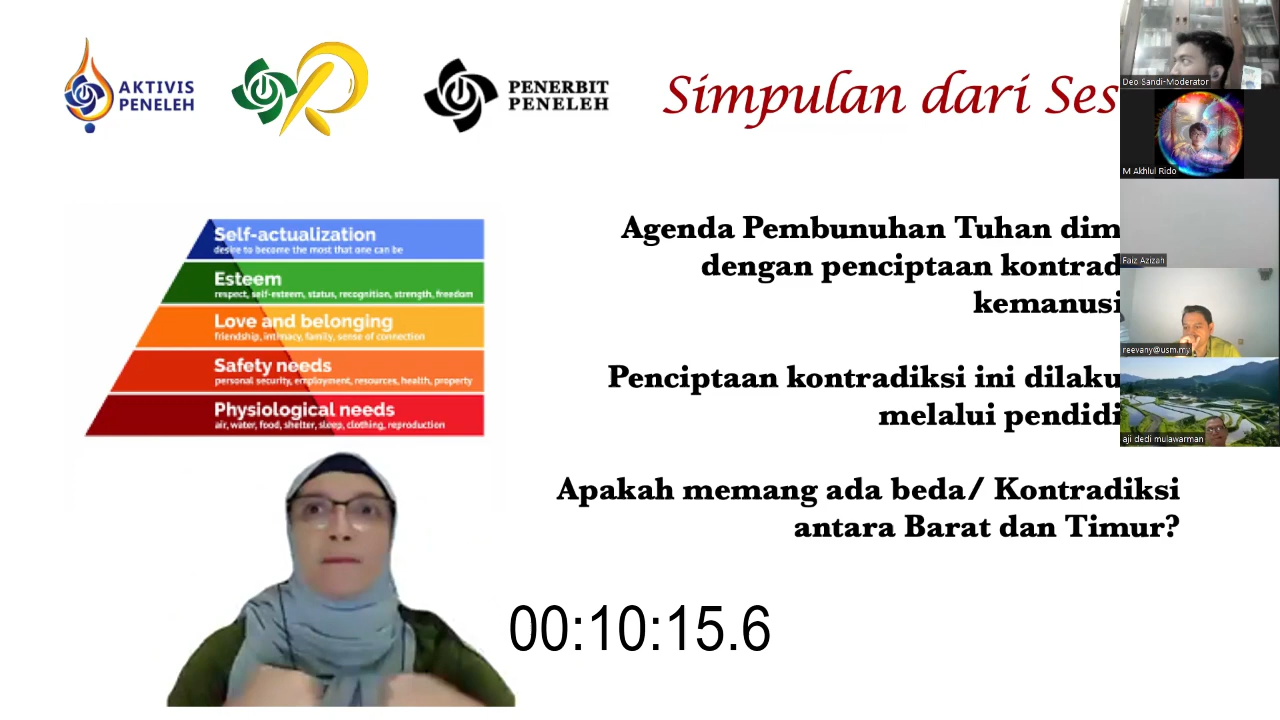 AKTIVIS
PENELEH
PENERBIT
PENELEH
Simpulan dari Ses
Self-actualization
desire to become the most that one can be
Esteem
respect, self-esteem, status, recognition, strength, freedom
Love and belonging
friendship, intimacy, family, sense of connection
Safety needs
personal security, employment, resources, health, property
Physiological needs
air, water, food, shelter, sleep, clothing, reproduction
Agenda Pembunuhan Tuhan dim
dengan penciptaan kontrad
kemanusi
Penciptaan kontradiksi ini dilaku
melalui pendidi
Apakah memang ada beda/ Kontradiksi
antara Barat dan Timur?
00:10:15.6
Deo Sandi-Moderator
M Akhlul Rido
Faiz Azizah
reevany@usm.my
aji dedi mulawarman